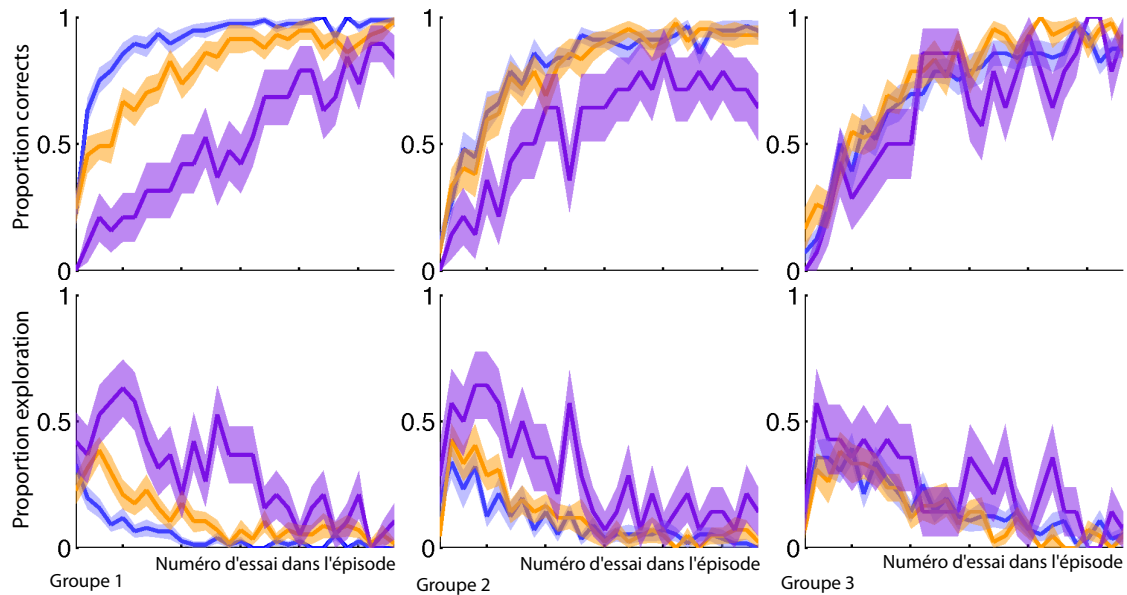 Proportion corrects
1
0.5
0
1
0.5
0
1
0.5
0
Proportion exploration
1
0.5
0
1
0.5
0
1
0.5
0
Numéro d'essai dans l'épisode
Numéro d'essai dans l'épisode
Numéro d'essai dans l'épisode
Groupe 1
Groupe 2
Groupe 3